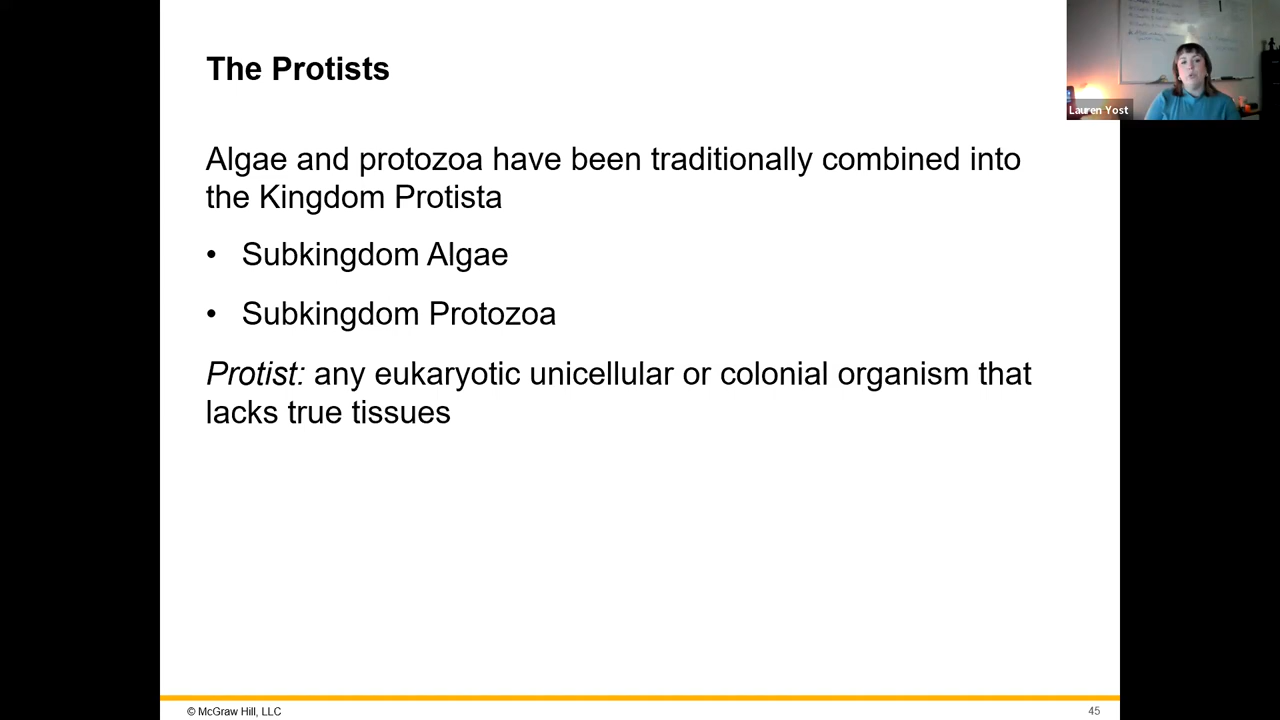 The Protists
Algae and protozoa have been traditionally combined into
the Kingdom Protista
• Subkingdom Algae
• Subkingdom Protozoa
Protist: any eukaryotic unicellular or colonial organism that
lacks true tissues
© McGraw Hill, LLC
45
Lauren Yost